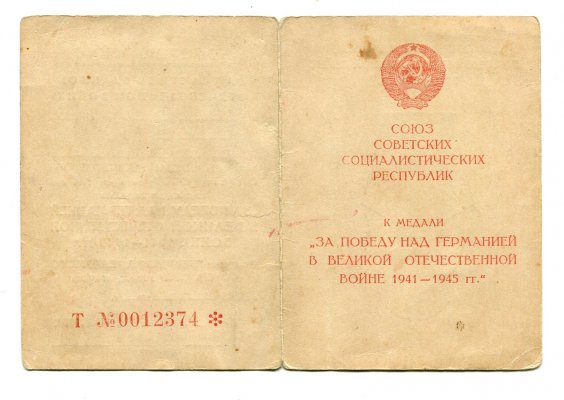 Т №0012374 *
СОЮЗ
СОВЕТСКИХ
СОЦИАЛИСТИЧЕСКИХ
РЕСПУБЛИК
К МЕДАЛИ
„ЗА ПОБЕДУ НАД ГЕРМАНИЕЙ
В ВЕЛИКОЙ ОТЕЧЕСТВЕННОЙ
ВОЙНЕ 1941—1945 гг.“